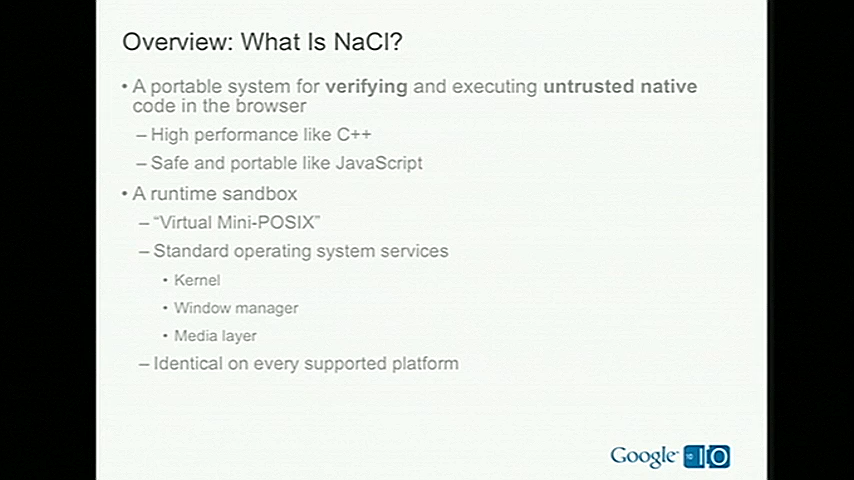 Overview: What Is NaCl?
• A portable system for verifying and executing untrusted native
code in the browser
– High performance like C++
– Safe and portable like JavaScript
• A runtime sandbox
– “Virtual Mini-POSIX”
– Standard operating system services
• Kernel
• Window manager
• Media layer
– Identical on every supported platform
Google IO